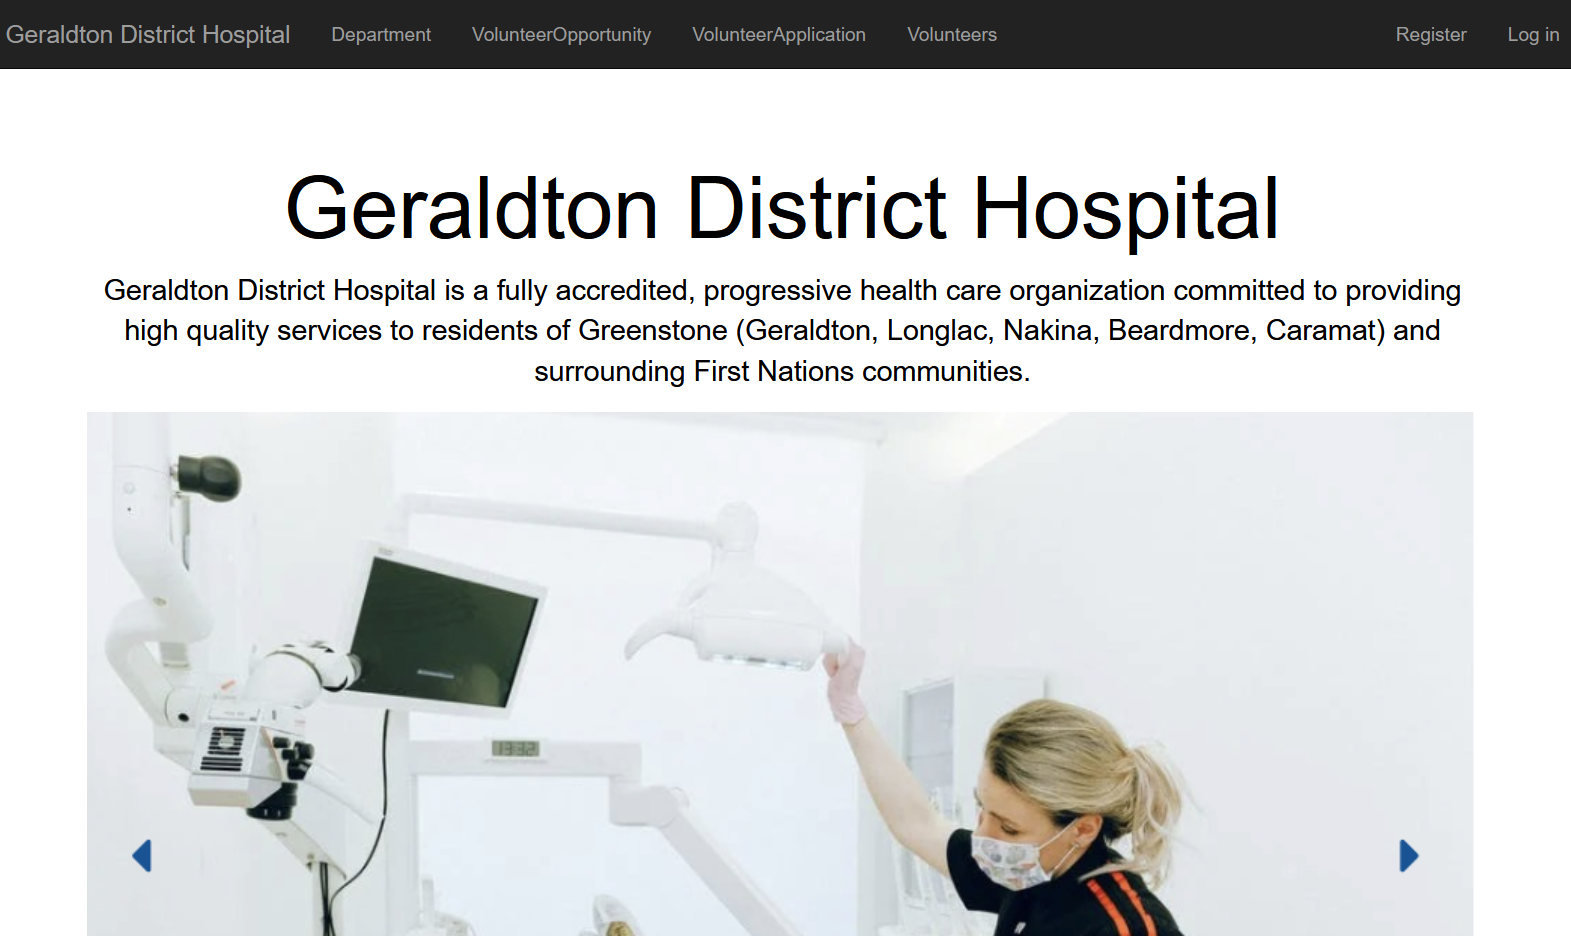 Geraldton District Hospital Department VolunteerOpportunity VolunteerApplication Volunteers Register Log in
Geraldton District Hospital
Geraldton District Hospital is a fully accredited, progressive health care organization committed to providing
high quality services to residents of Greenstone (Geraldton, Longlac, Nakina, Beardmore, Caramat) and
surrounding First Nations communities.
13:32